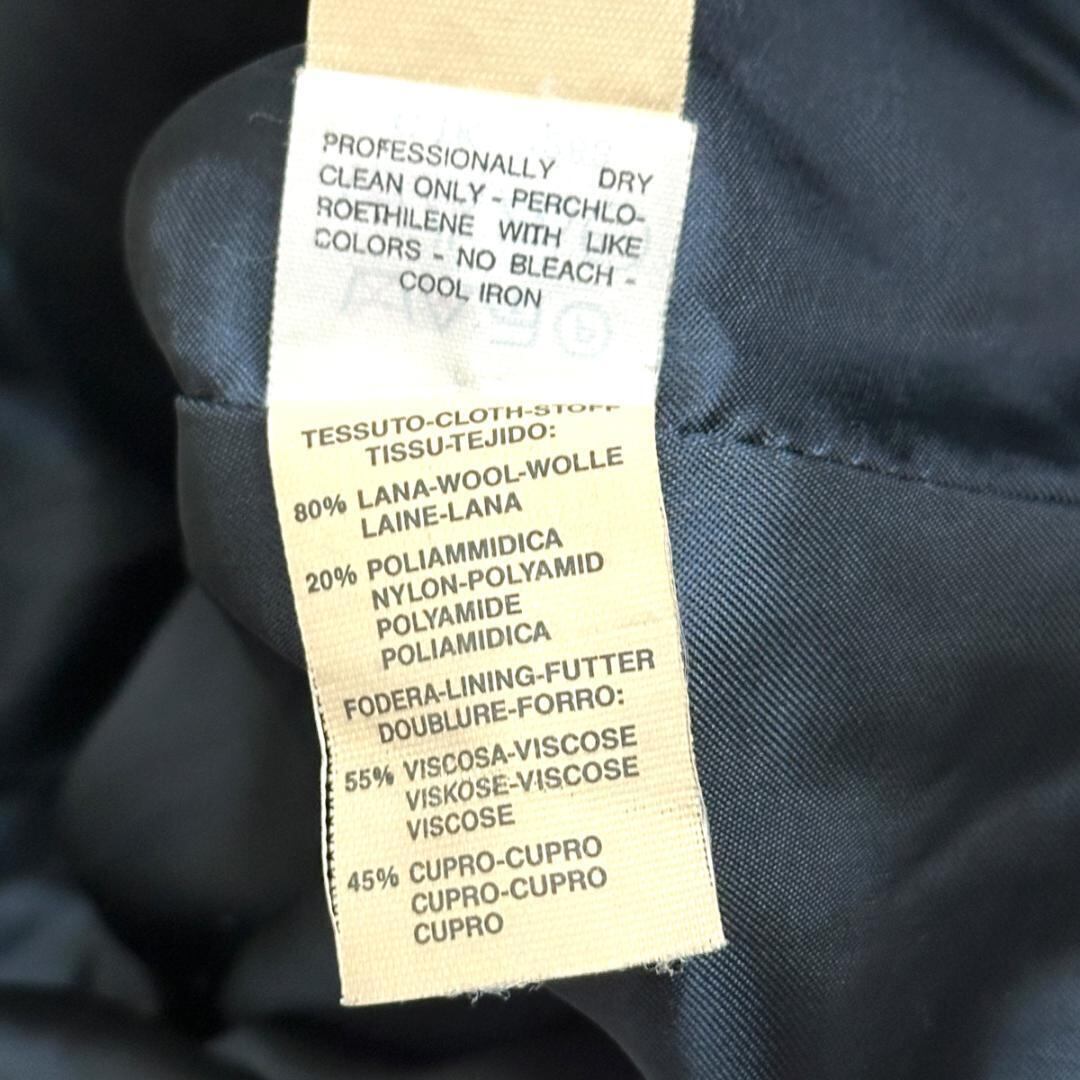 PROFESSIONALLY DRY
CLEAN ONLY - PERCHLO-
ROETHILENE WITH LIKE
COLORS - NO BLEACH -
COOL IRON
TESSUTO-CLOTH-STOFF
TISSU-TEJIDO:
80% LANA-WOOL-WOLLE
LAINE-LANA
20% POLIAMMIDICA
NYLON-POLYAMID
POLYAMIDE
POLIAMIDICA
FODERA-LINING-FUTTER
DOUBLURE-FORRO:
55% VISCOSA-VISCOSE
VISKOSE-VISCOSE
VISCOSE
45% CUPRO-CUPRO
CUPRO-CUPRO
CUPRO